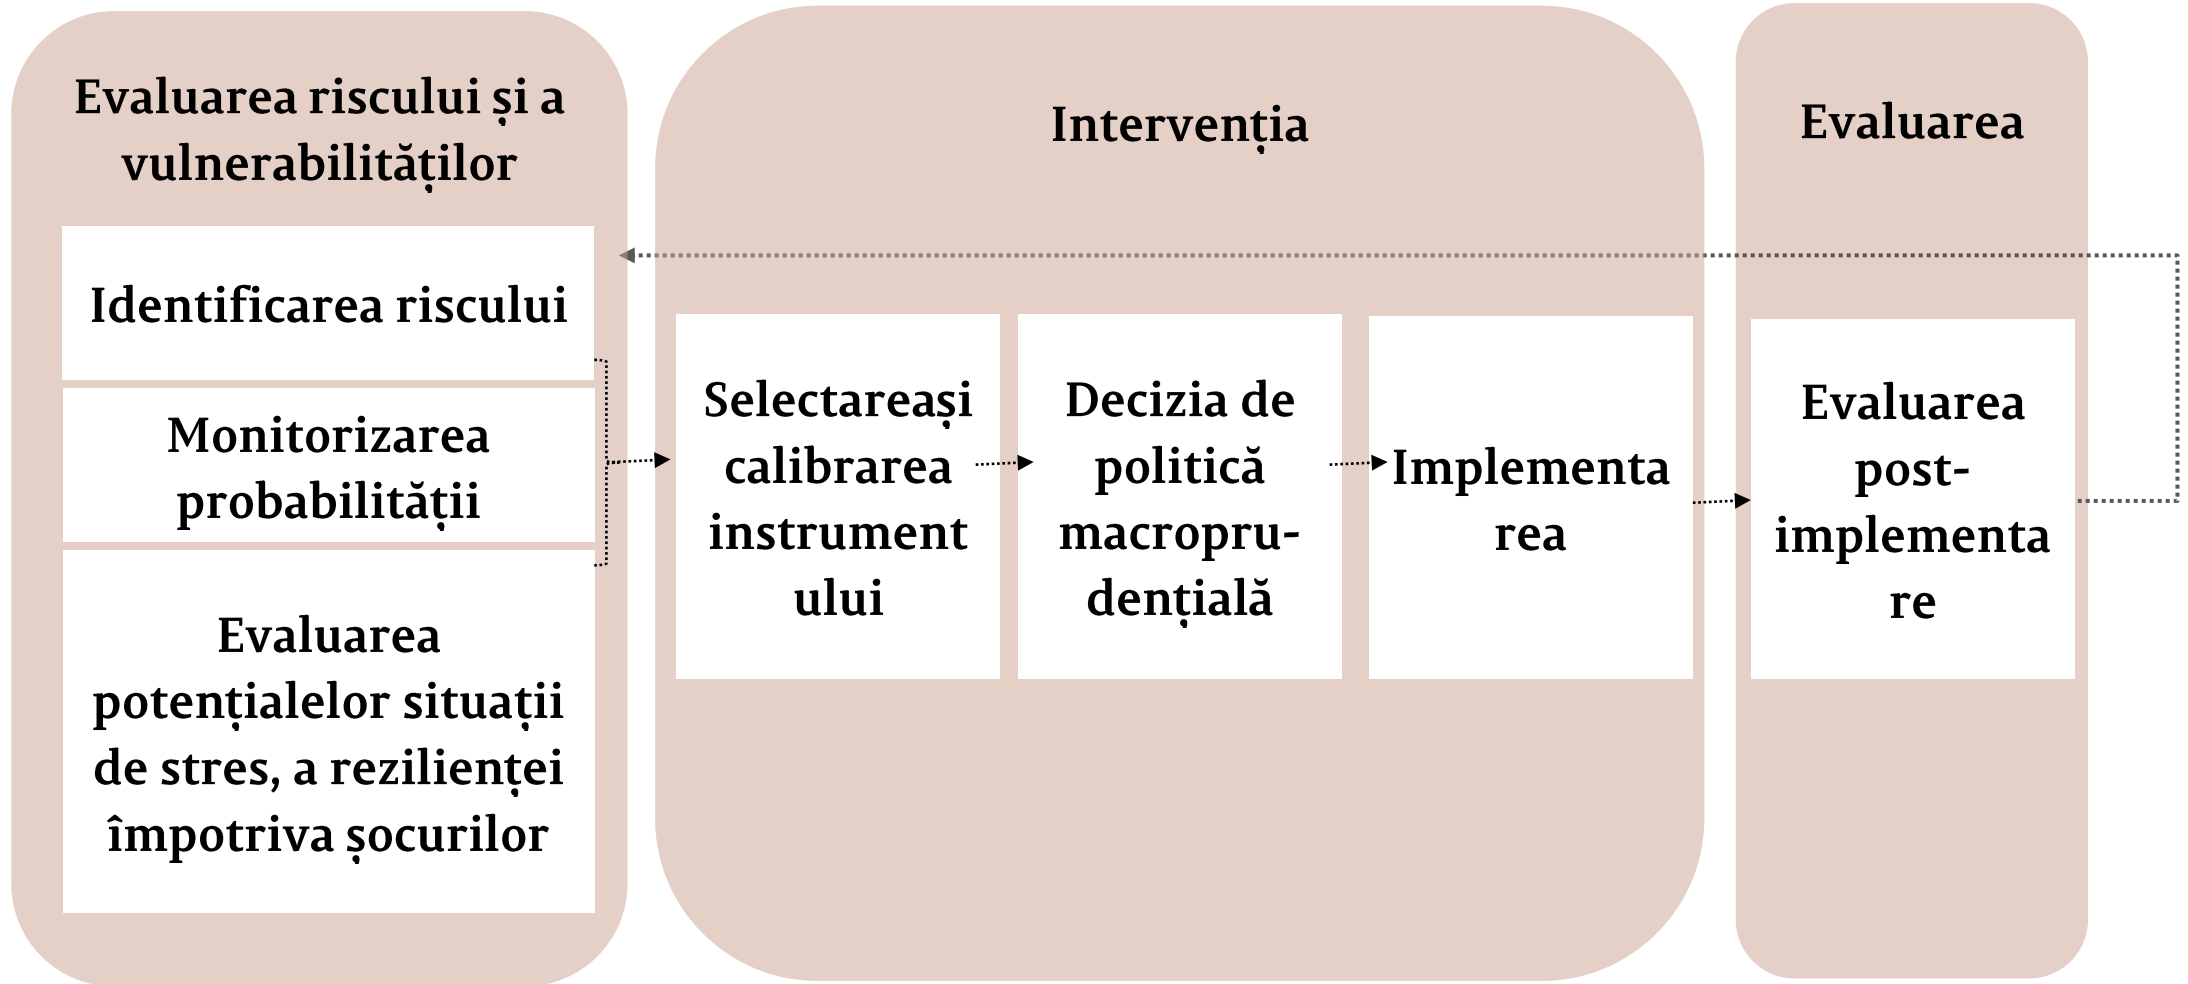 Evaluarea riscului și a
vulnerabilităților
Identificarea riscului
Monitorizarea
probabilității
Evaluarea
potențialelor situații
de stres, a rezilienței
împotriva șocurilor
Intervenția
Selectareași
calibrarea
instrument
ului
Decizia de
politică
macropru-
dențială
Implementa
rea
Evaluarea
Evaluarea
post-
implementa
re